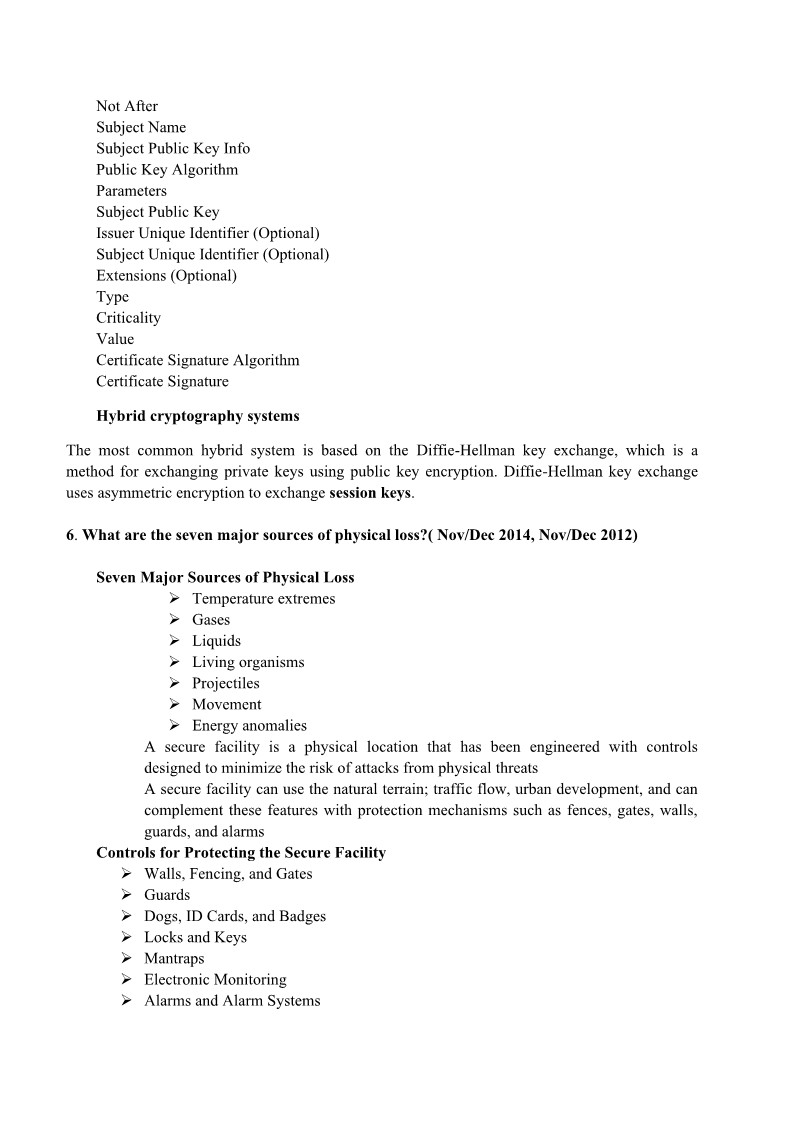 Not After
Subject Name
Subject Public Key Info
Public Key Algorithm
Parameters
Subject Public Key
Issuer Unique Identifier (Optional)
Subject Unique Identifier (Optional)
Extensions (Optional)
Type
Criticality
Value
Certificate Signature Algorithm
Certificate Signature
Hybrid cryptography systems
The most common hybrid system is based on the Diffie-Hellman key exchange, which is a
method for exchanging private keys using public key encryption. Diffie-Hellman key exchange
uses asymmetric encryption to exchange session keys.
6. What are the seven major sources of physical loss?( Nov/Dec 2014, Nov/Dec 2012)
Seven Major Sources of Physical Loss
➢ Temperature extremes
➢ Gases
➢ Liquids
➢ Living organisms
➢ Projectiles
➢ Movement
➢ Energy anomalies
A secure facility is a physical location that has been engineered with controls
designed to minimize the risk of attacks from physical threats
A secure facility can use the natural terrain; traffic flow, urban development, and can
complement these features with protection mechanisms such as fences, gates, walls,
guards, and alarms
Controls for Protecting the Secure Facility
➢ Walls, Fencing, and Gates
➢ Guards
➢ Dogs, ID Cards, and Badges
➢ Locks and Keys
➢ Mantraps
➢ Electronic Monitoring
➢ Alarms and Alarm Systems